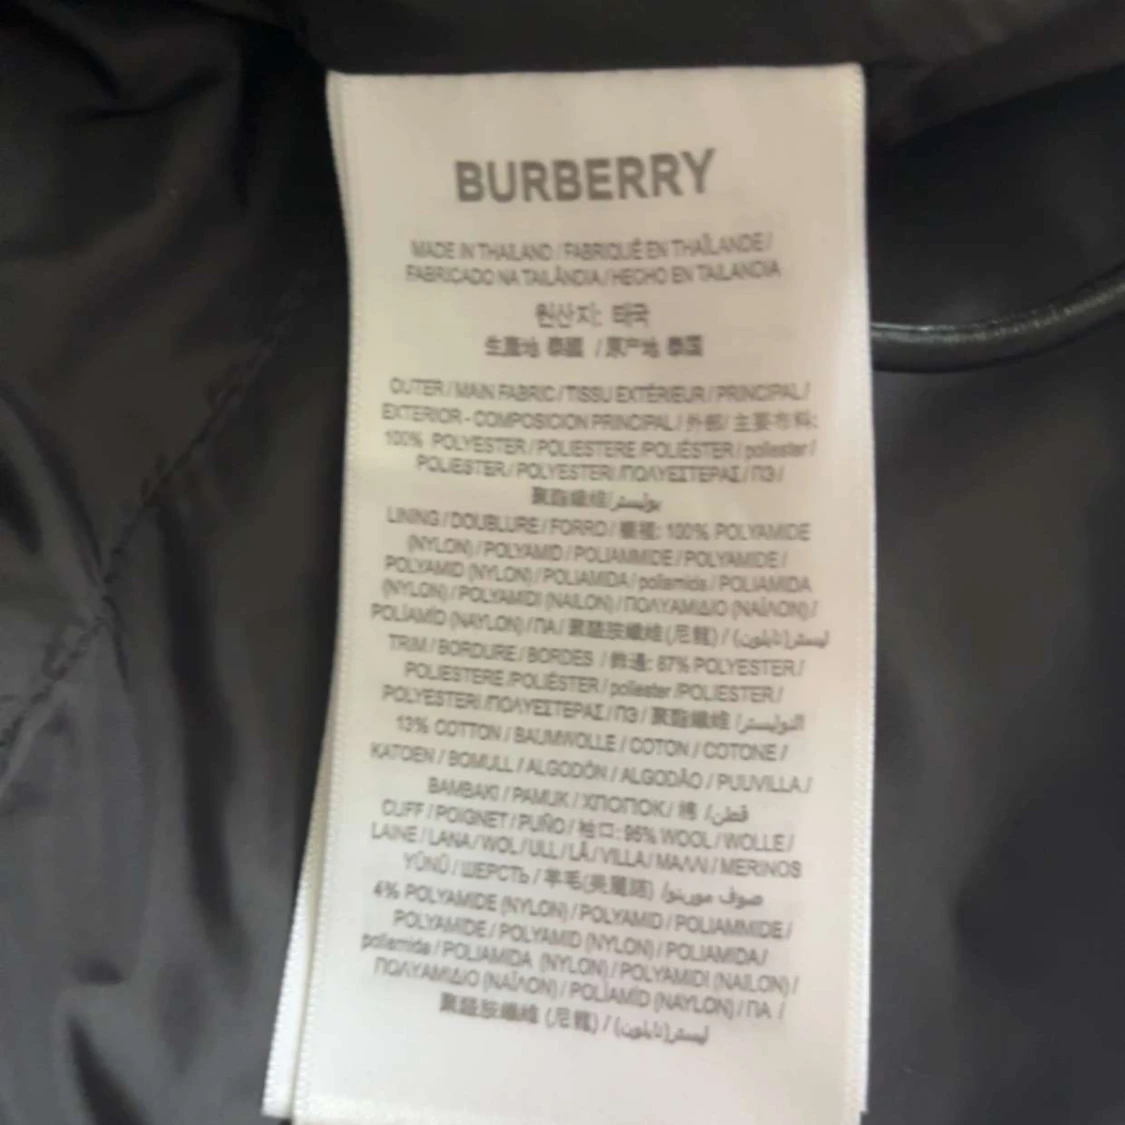 BURBERRY
MADE IN THAILAND / FABRIQUÉ EN THAÏLANDE /
FABRICADO NA TAILÂNDIA / HECHO EN TAILANDIA
원산지: 태국
生產地 泰國 / 原产地 泰国
OUTER / MAIN FABRIC / TISSU EXTÉRIEUR / PRINCIPAL /
EXTERIOR - COMPOSICION PRINCIPAL / 外部/ 主要布料:
100% POLYESTER / POLIESTERE /POLIÉSTER / poliester /
POLIESTER / POLYESTERI /ΠΟΛΥΕΣΤΕΡΑΣ / ПЭ /
聚酯纖維/بوليستر
LINING / DOUBLURE / FORRO / 裡: 100% POLYAMIDE
(NYLON) / POLYAMID / POLIAMMIDE / POLYAMIDE /
POLYAMID (NYLON) / POLIAMIDA / poliamida / POLIAMIDA
(NYLON) / POLYAMIDI (NAILON) / ΠΟΛΥΑΜΙΔΙΟ (ΝΑΪΛΟΝ) /
POLÍAMÍD (NAYLON) / ПА / 聚醯胺纖維 (尼龍) / (نايلون)ليستر
TRIM / BORDURE / BORDES / 飾邊: 87% POLYESTER /
POLIESTERE /POLIÉSTER / poliester /POLIESTER /
POLYESTERI /ΠΟΛΥΕΣΤΕΡΑΣ / ПЭ / 聚酯纖維 /البوليستر
13% COTTON / BAUMWOLLE / COTON / COTONE /
KATOEN / BOMULL / ALGODÓN / ALGODÃO / PUUVILLA /
BAMBAKI / PAMUK / ХЛОПОК / 棉 /قطن
CUFF / POIGNET / PUÑO / 袖口: 96% WOOL / WOLLE /
LAINE / LANA / WOL / ULL / LÃ / VILLA / ΜΑΛΛΙ / MERINOS
YÜNÜ / ШЕРСТЬ / 羊毛(美麗諾) /صوف مورينو
4% POLYAMIDE (NYLON) / POLYAMID / POLIAMMIDE /
POLYAMIDE / POLYAMID (NYLON) / POLIAMIDA /
poliamida / POLIAMIDA (NYLON) / POLYAMIDI (NAILON) /
ΠΟΛΥΑΜΙΔΙΟ (ΝΑΪΛΟΝ) / POLÍAMÍD (NAYLON) / ПА /
聚醯胺纖維 (尼龍) / (نايلون)ليستر